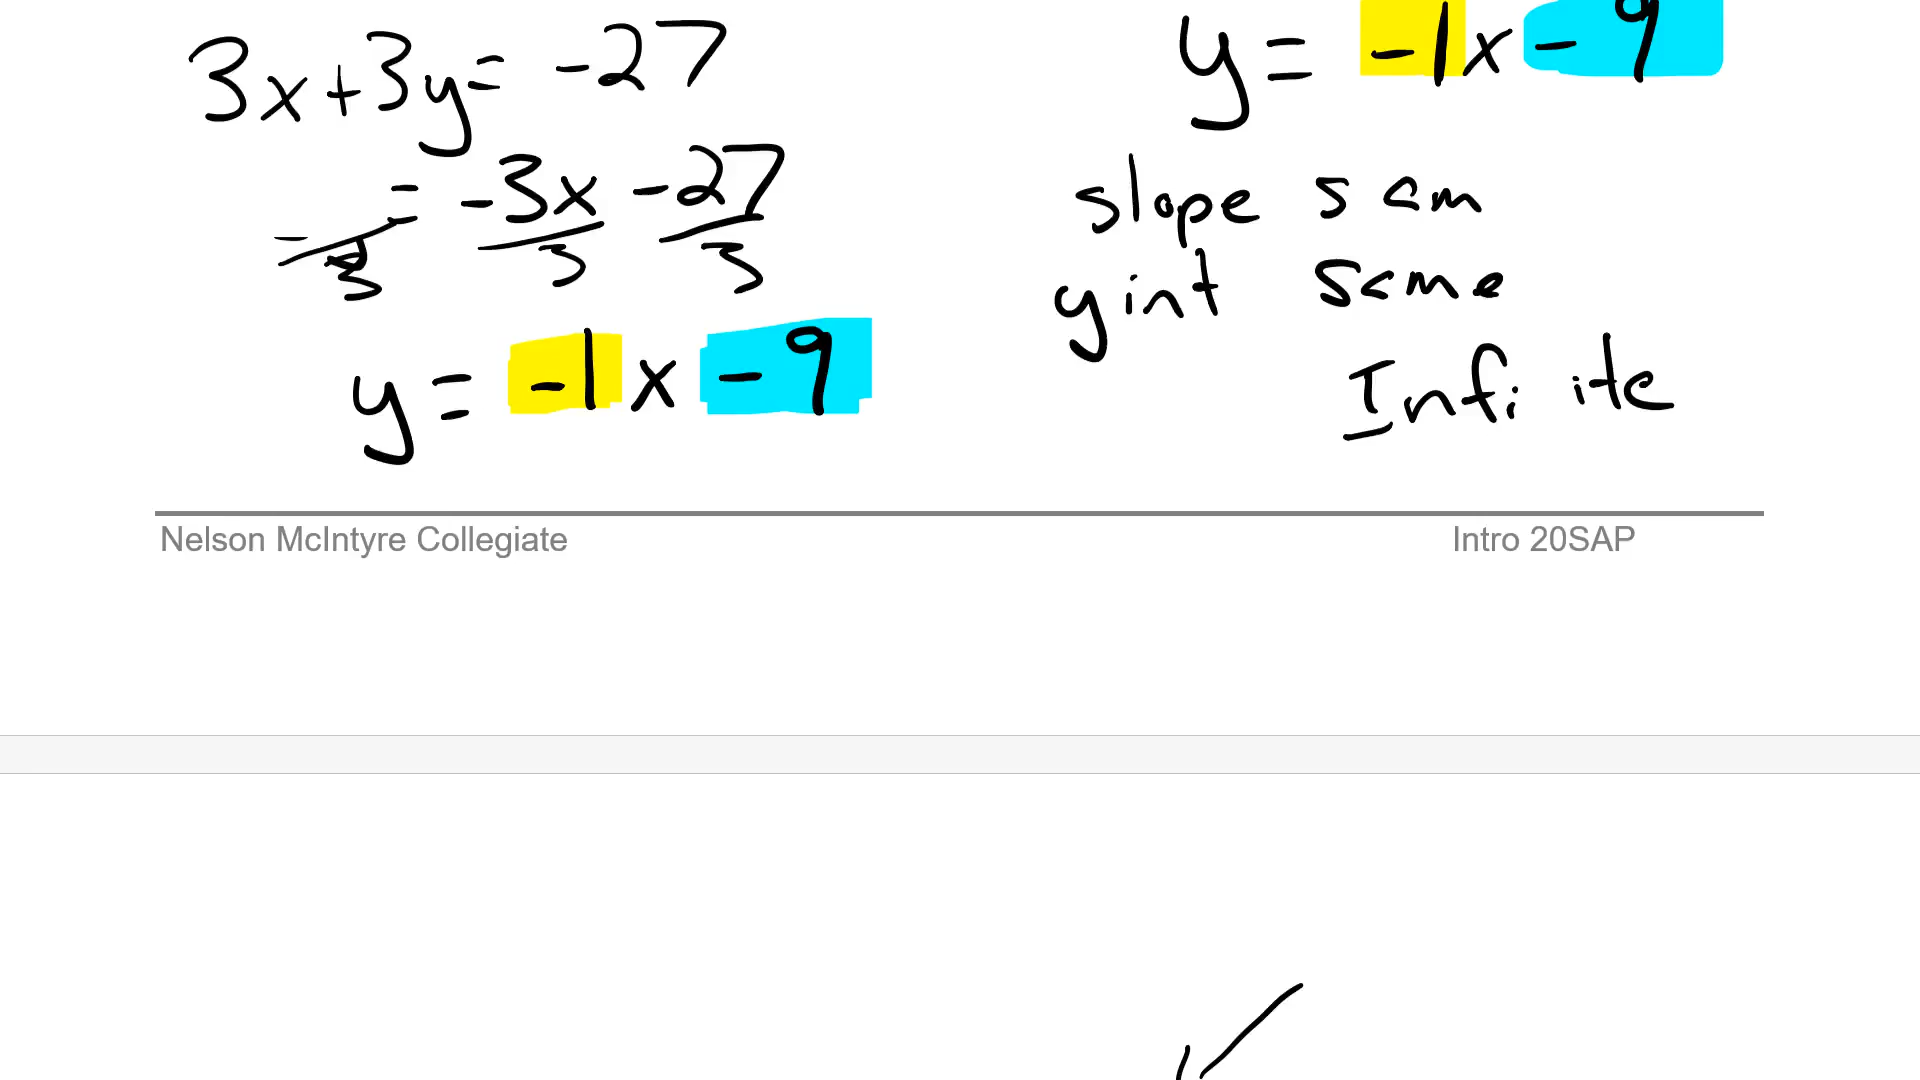 3x+3y= -27
= -3x -27
3 3 3
y= -1x -9
y= -1x -9
slope sam
y int same
Infi ite
Nelson McIntyre Collegiate
Intro 20SAP